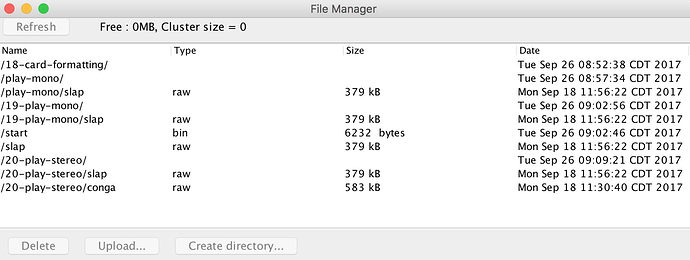 File Manager
Refresh Free : 0MB, Cluster size = 0
Name Type Size Date
/18-card-formatting/ Tue Sep 26 08:52:38 CDT 2017
/play-mono/ Tue Sep 26 08:57:34 CDT 2017
/play-mono/slap raw 379 kB Mon Sep 18 11:56:22 CDT 2017
/19-play-mono/ Tue Sep 26 09:02:56 CDT 2017
/19-play-mono/slap raw 379 kB Mon Sep 18 11:56:22 CDT 2017
/start bin 6232 bytes Tue Sep 26 09:02:46 CDT 2017
/slap raw 379 kB Mon Sep 18 11:56:22 CDT 2017
/20-play-stereo/ Tue Sep 26 09:09:21 CDT 2017
/20-play-stereo/slap raw 379 kB Mon Sep 18 11:56:22 CDT 2017
/20-play-stereo/conga raw 583 kB Mon Sep 18 11:30:40 CDT 2017
Delete Upload... Create directory...